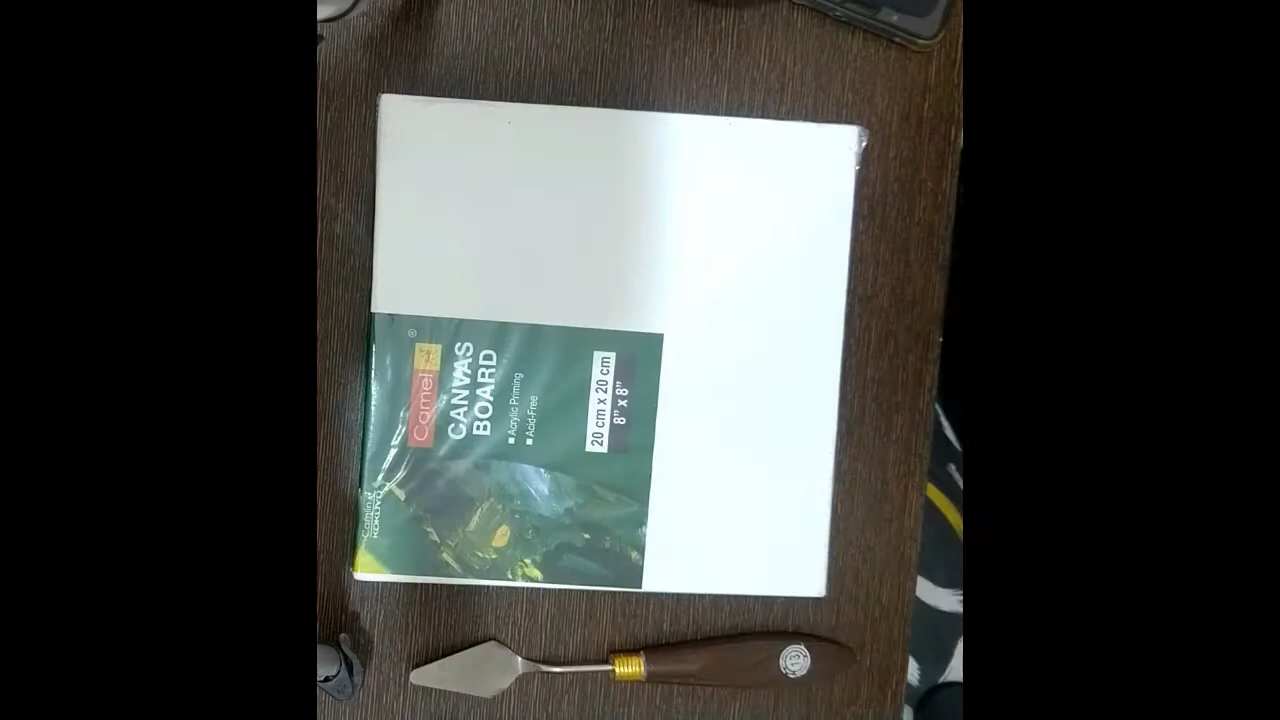 Camel
®
CANVAS
BOARD
Acrylic Priming
Acid-Free
20 cm x 20 cm
8” x 8”
Camlin
KOKUYO
13